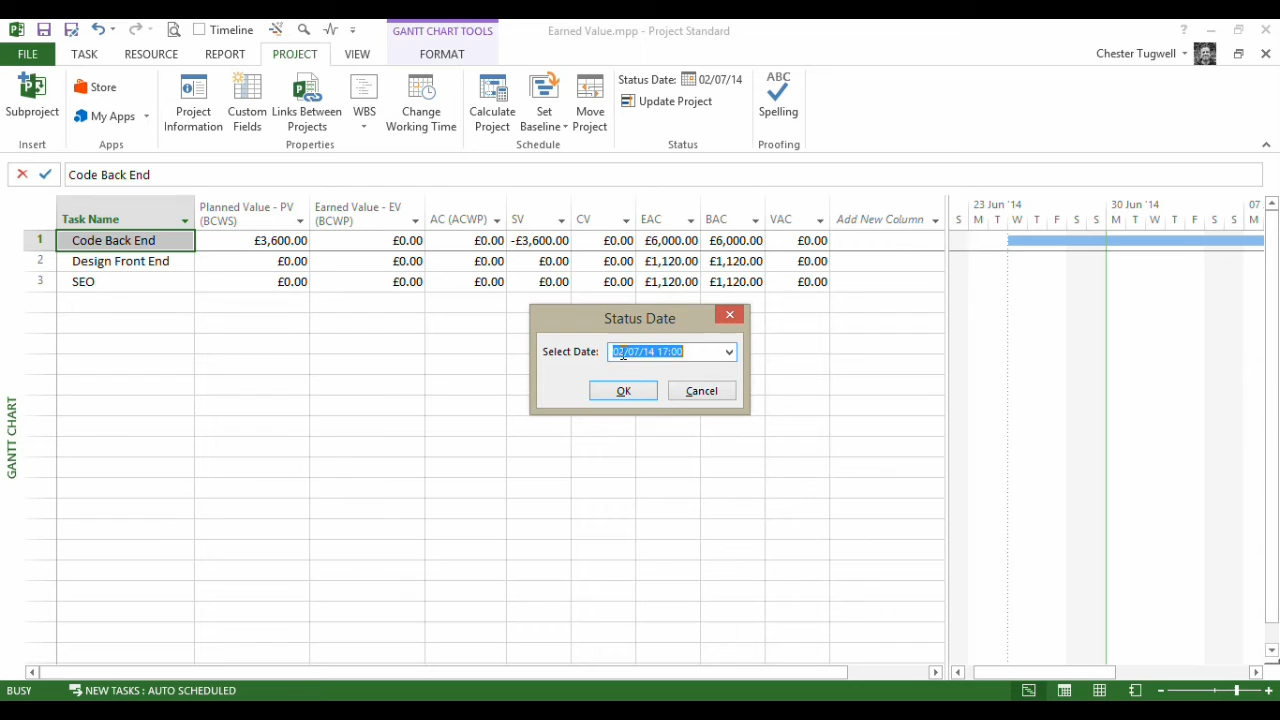 Timeline
GANTT CHART TOOLS
Earned Value.mpp - Project Standard
?
FILE
TASK
RESOURCE
REPORT
PROJECT
VIEW
FORMAT
Chester Tugwell
Subproject
Store
My Apps
Project Information
Custom Fields
Links Between Projects
WBS
Change Working Time
Calculate Project
Set Baseline
Move Project
Status Date: 02/07/14
Update Project
ABC
Spelling
Insert
Apps
Properties
Schedule
Status
Proofing
Code Back End
Task Name
Planned Value - PV (BCWS)
Earned Value - EV (BCWP)
AC (ACWP)
SV
CV
EAC
BAC
VAC
Add New Column
23 Jun '14
30 Jun '14
07
S M T W T F S S M T W T F S S M
1 Code Back End £3,600.00 £0.00 £0.00 -£3,600.00 £0.00 £6,000.00 £6,000.00 £0.00
2 Design Front End £0.00 £0.00 £0.00 £0.00 £0.00 £1,120.00 £1,120.00 £0.00
3 SEO £0.00 £0.00 £0.00 £0.00 £0.00 £1,120.00 £1,120.00 £0.00
Status Date
Select Date: 02/07/14 17:00
OK
Cancel
GANTT CHART
BUSY
NEW TASKS : AUTO SCHEDULED